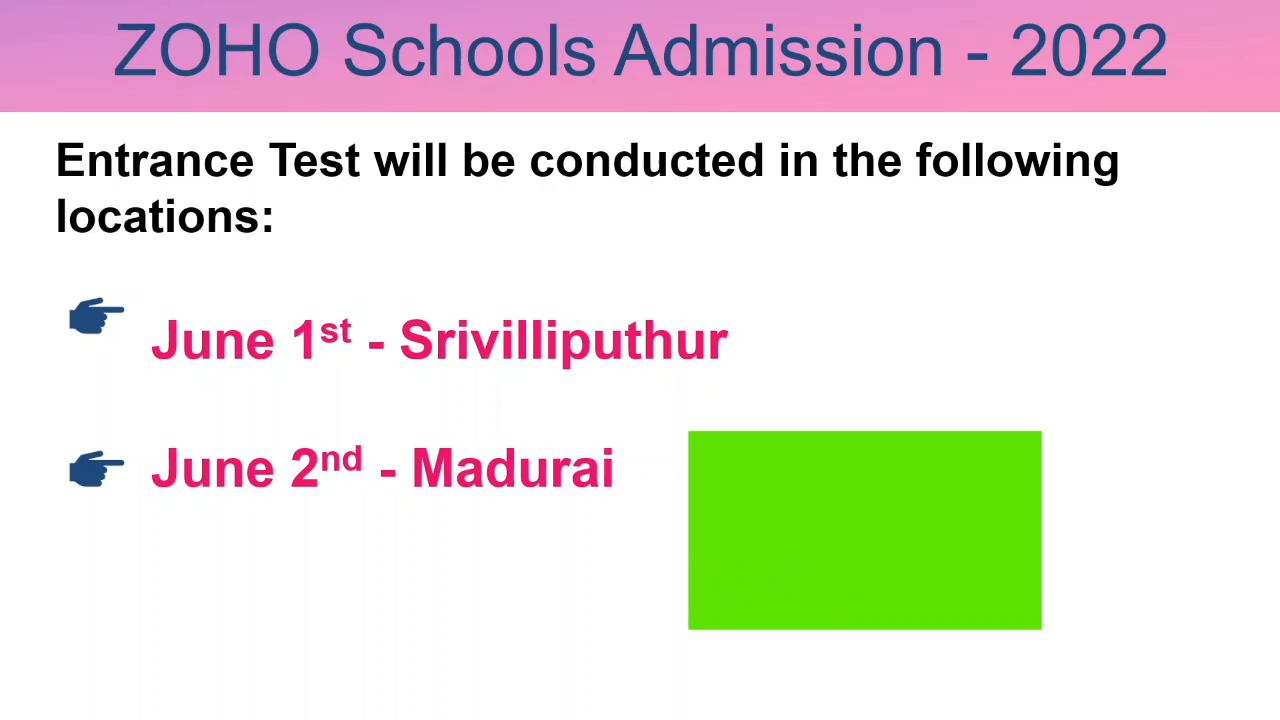 ZOHO Schools Admission - 2022
Entrance Test will be conducted in the following
locations:
June 1st - Srivilliputhur
June 2nd - Madurai